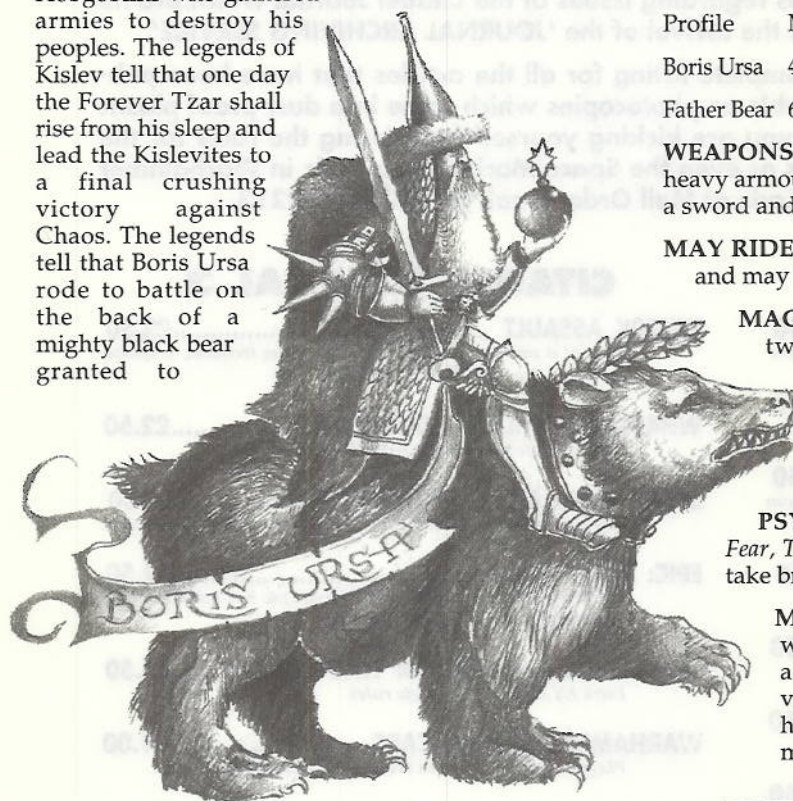 armies to destroy his
peoples. The legends of
Kislev tell that one day
the Forever Tzar shall
rise from his sleep and
lead the Kislevites to
a final crushing
victory against
Chaos. The legends
tell that Boris Ursa
rode to battle on
the back of a
mighty black bear
granted to
BORIS URSA
Profile
Boris Ursa 4
Father Bear 6
WEAPONS
heavy armou
a sword and
MAY RIDE
and may
MAG
tw
PSY
Fear, T
take br
M
w
a
v
h
m